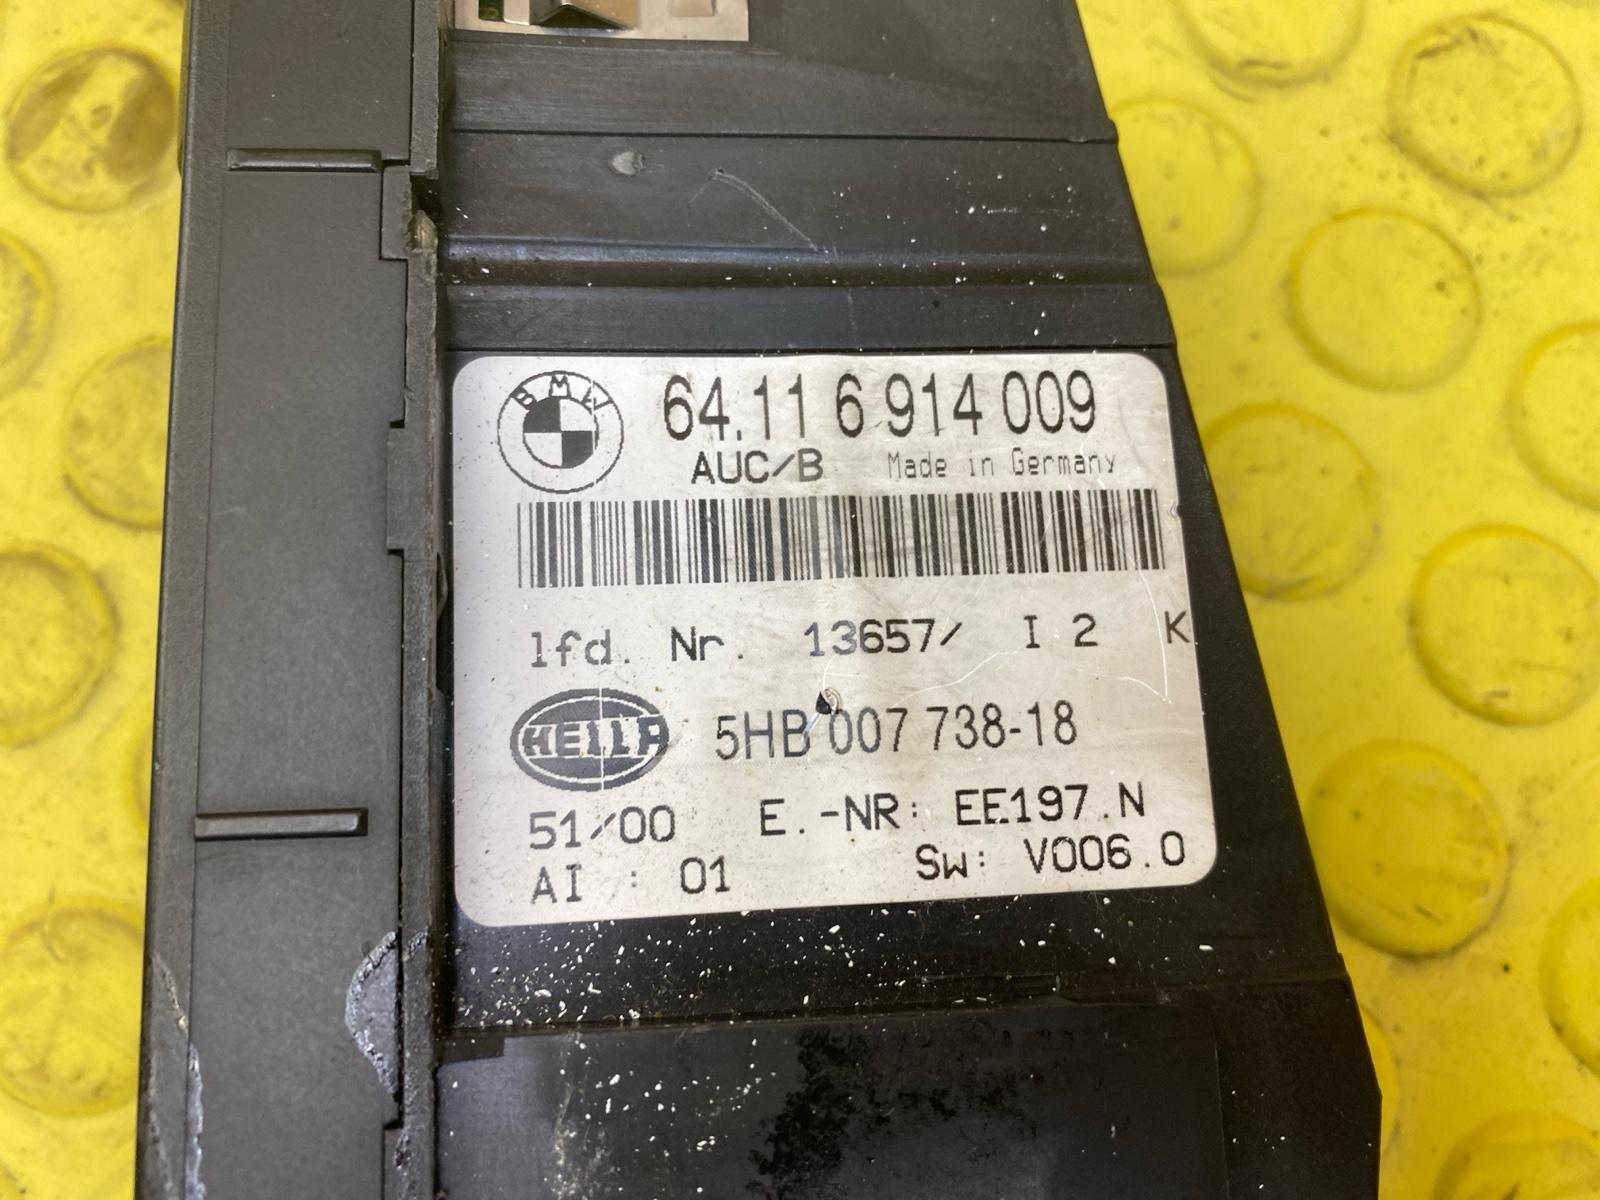 BMW
64.11 6 914 009
AUC/B Made in Germany
lfd. Nr. 13657/ I 2 K
HELLA 5HB 007 738-18
51/00 E.-NR: EE197.N
AI : 01 Sw: V006.0